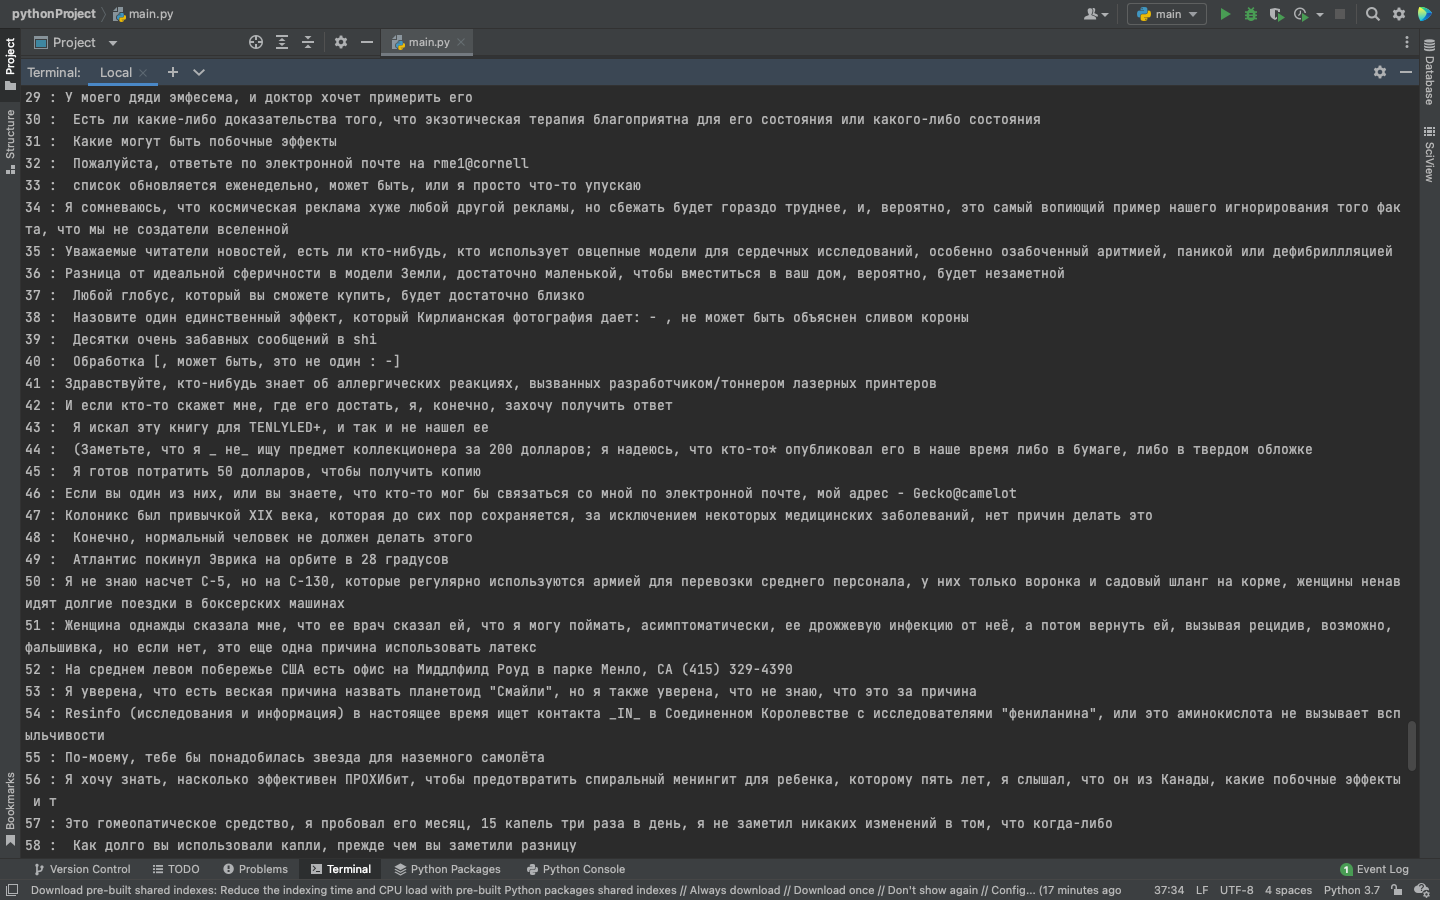 pythonProject
main.py
main
Project
main.py
Terminal:
Local
29 : У моего дяди эмфесема, и доктор хочет примерить его
30 :  Есть ли какие-либо доказательства того, что экзотическая терапия благоприятна для его состояния или какого-либо состояния
31 :  Какие могут быть побочные эффекты
32 :  Пожалуйста, ответьте по электронной почте на rme1@cornell
33 :  список обновляется еженедельно, может быть, или я просто что-то упускаю
34 : Я сомневаюсь, что космическая реклама хуже любой другой рекламы, но сбежать будет гораздо труднее, и, вероятно, это самый вопиющий пример нашего игнорирования того фак
та, что мы не создатели вселенной
35 : Уважаемые читатели новостей, есть ли кто-нибудь, кто использует овцепные модели для сердечных исследований, особенно озабоченный аритмией, паникой или дефибриллляцией
36 : Разница от идеальной сферичности в модели Земли, достаточно маленькой, чтобы вместиться в ваш дом, вероятно, будет незаметной
37 :  Любой глобус, который вы сможете купить, будет достаточно близко
38 :  Назовите один единственный эффект, который Кирлианская фотография дает: - , не может быть объяснен сливом короны
39 :  Десятки очень забавных сообщений в shi
40 :  Обработка [, может быть, это не один : -]
41 : Здравствуйте, кто-нибудь знает об аллергических реакциях, вызванных разработчиком/тоннером лазерных принтеров
42 : И если кто-то скажет мне, где его достать, я, конечно, захочу получить ответ
43 :  Я искал эту книгу для TENLYLED+, и так и не нашел ее
44 :  (Заметьте, что я _ не_ ищу предмет коллекционера за 200 долларов; я надеюсь, что кто-то* опубликовал его в наше время либо в бумаге, либо в твердом обложке
45 :  Я готов потратить 50 долларов, чтобы получить копию
46 : Если вы один из них, или вы знаете, что кто-то мог бы связаться со мной по электронной почте, мой адрес - Gecko@camelot
47 : Колоникс был привычкой XIX века, которая до сих пор сохраняется, за исключением некоторых медицинских заболеваний, нет причин делать это
48 :  Конечно, нормальный человек не должен делать этого
49 :  Атлантис покинул Эврика на орбите в 28 градусов
50 : Я не знаю насчет С-5, но на С-130, которые регулярно используются армией для перевозки среднего персонала, у них только воронка и садовый шланг на корме, женщины ненав
идят долгие поездки в боксерских машинах
51 : Женщина однажды сказала мне, что ее врач сказал ей, что я могу поймать, асимптоматически, ее дрожжевую инфекцию от неё, а потом вернуть ей, вызывая рецидив, возможно,
фальшивка, но если нет, это еще одна причина использовать латекс
52 : На среднем левом побережье США есть офис на Миддлфилд Роуд в парке Менло, CA (415) 329-4390
53 : Я уверена, что есть веская причина назвать планетоид "Смайли", но я также уверена, что не знаю, что это за причина
54 : Resinfo (исследования и информация) в настоящее время ищет контакта _IN_ в Соединенном Королевстве с исследователями "фениланина", или это аминокислота не вызывает всп
ыльчивости
55 : По-моему, тебе бы понадобилась звезда для наземного самолёта
56 : Я хочу знать, насколько эффективен ПРОХИбит, чтобы предотвратить спиральный менингит для ребенка, которому пять лет, я слышал, что он из Канады, какие побочные эффекты
 и т
57 : Это гомеопатическое средство, я пробовал его месяц, 15 капель три раза в день, я не заметил никаких изменений в том, что когда-либо
58 :  Как долго вы использовали капли, прежде чем вы заметили разницу
Project
Structure
Bookmarks
Database
SciView
Version Control
TODO
Problems
Terminal
Python Packages
Python Console
1 Event Log
Download pre-built shared indexes: Reduce the indexing time and CPU load with pre-built Python packages shared indexes // Always download // Download once // Don't show again // Config... (17 minutes ago
37:34 LF UTF-8 4 spaces Python 3.7